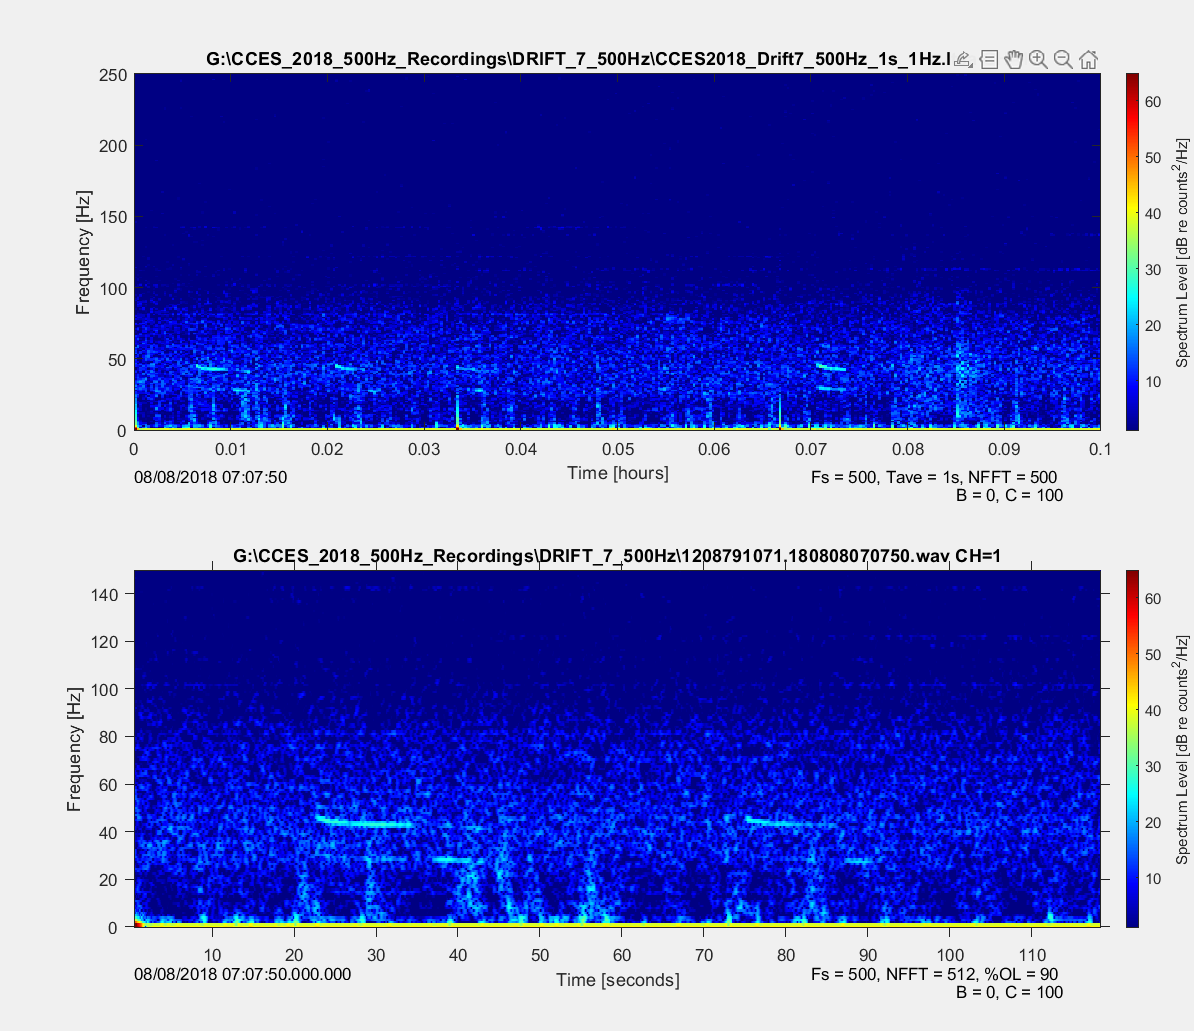 G:\CCES_2018_500Hz_Recordings\DRIFT_7_500Hz\CCES2018_Drift7_500Hz_1s_1Hz.l
250
200
150
100
50
0
Frequency [Hz]
0 0.01 0.02 0.03 0.04 0.05 0.06 0.07 0.08 0.09 0.1
Time [hours]
08/08/2018 07:07:50
Fs = 500, Tave = 1s, NFFT = 500
B = 0, C = 100
60
50
40
30
20
10
Spectrum Level [dB re counts²/Hz]
G:\CCES_2018_500Hz_Recordings\DRIFT_7_500Hz\1208791071.180808070750.wav CH=1
140
120
100
80
60
40
20
0
Frequency [Hz]
10 20 30 40 50 60 70 80 90 100 110
Time [seconds]
08/08/2018 07:07:50.000.000
Fs = 500, NFFT = 512, %OL = 90
B = 0, C = 100
60
50
40
30
20
10
Spectrum Level [dB re counts²/Hz]